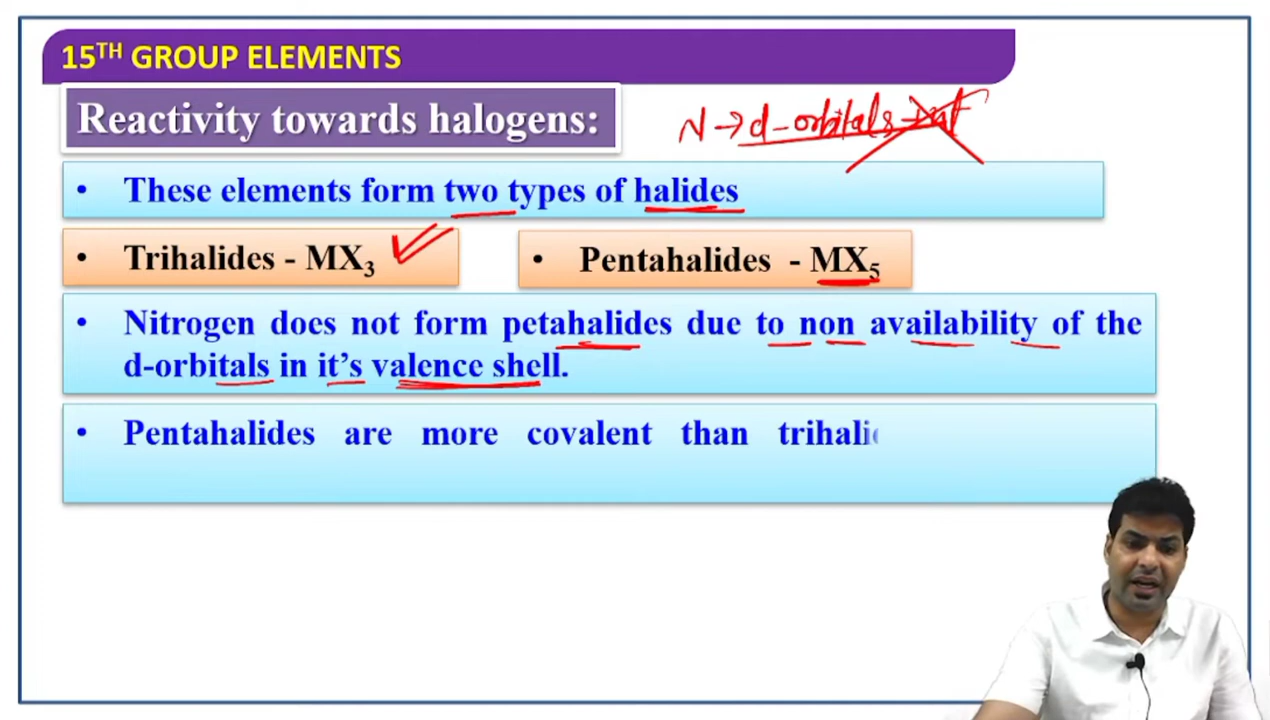 15TH GROUP ELEMENTS
Reactivity towards halogens:
N → d-orbitals
• These elements form two types of halides
• Trihalides - MX3
• Pentahalides - MX5
• Nitrogen does not form petahalides due to non availability of the
d-orbitals in it's valence shell.
• Pentahalides are more covalent than trihali